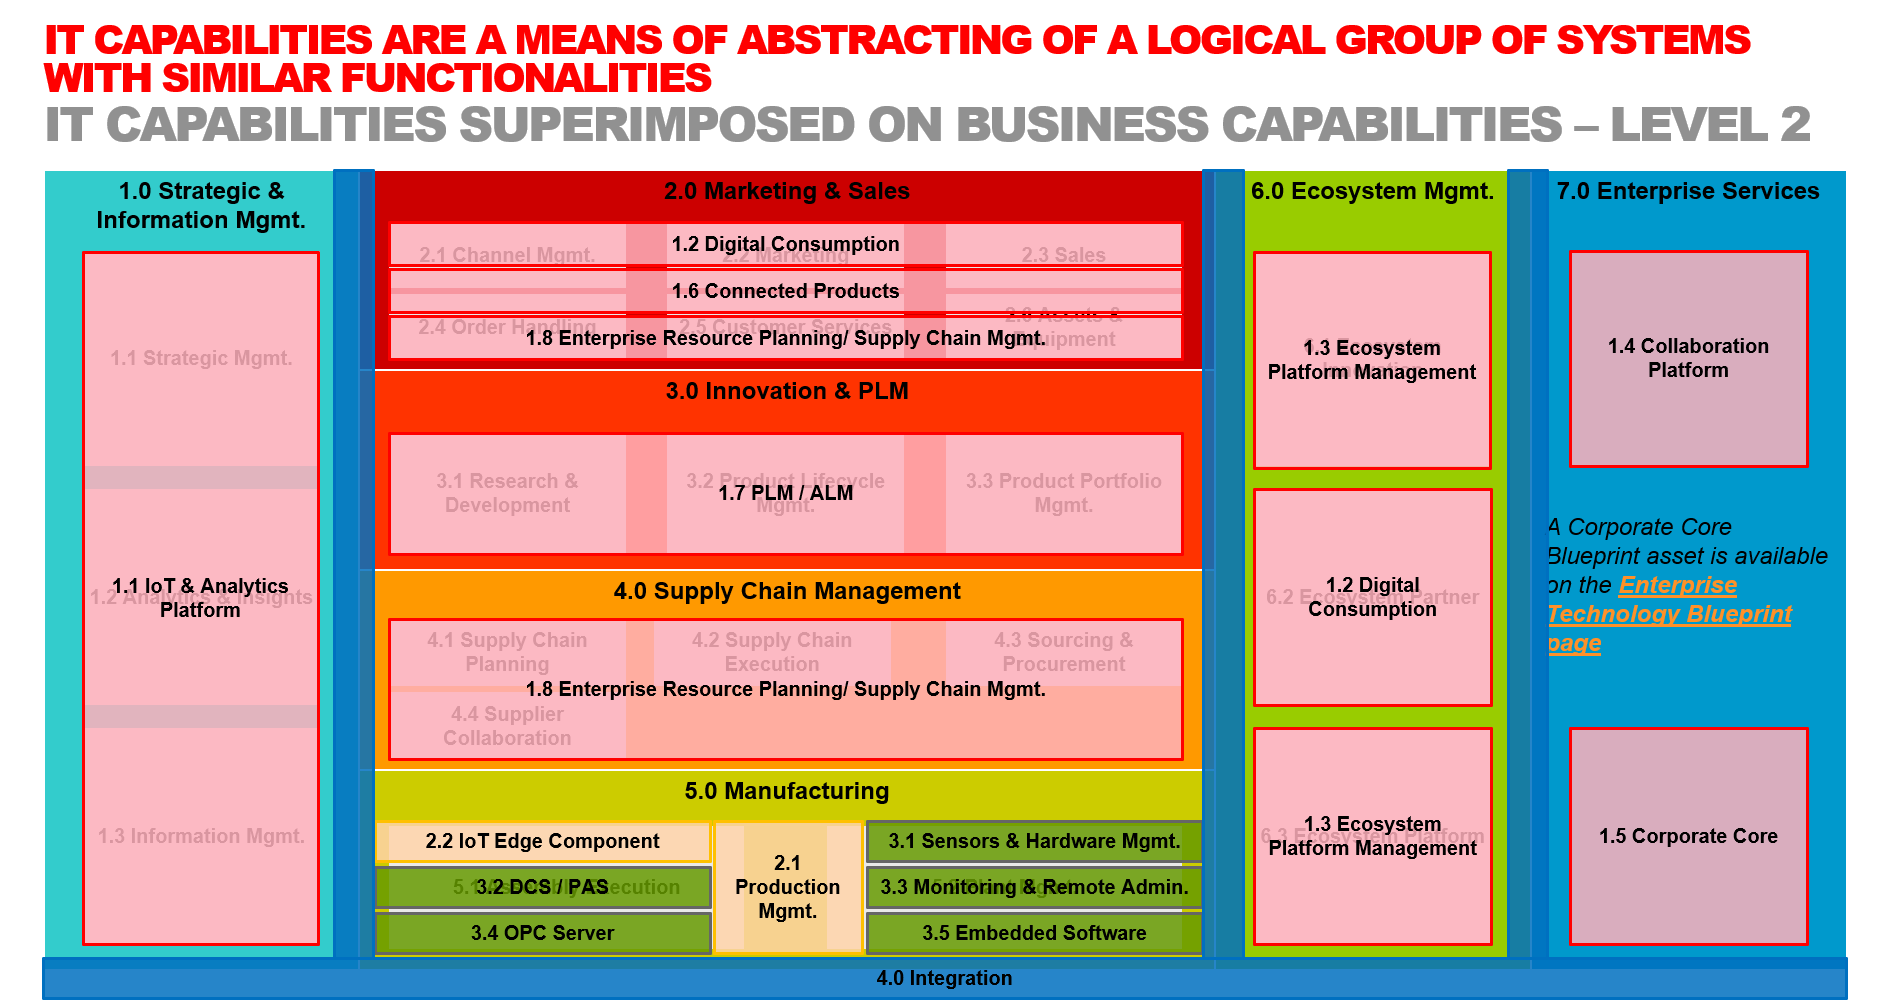 IT CAPABILITIES ARE A MEANS OF ABSTRACTING OF A LOGICAL GROUP OF SYSTEMS
WITH SIMILAR FUNCTIONALITIES
IT CAPABILITIES SUPERIMPOSED ON BUSINESS CAPABILITIES – LEVEL 2
1.0 Strategic &
Information Mgmt.
1.1 Strategic Mgmt.
1.1 IoT & Analytics
Platform
1.2 Analytics & Insights
1.3 Information Mgmt.
2.0 Marketing & Sales
1.2 Digital Consumption
2.1 Channel Mgmt.
2.2 Marketing
2.3 Sales
1.6 Connected Products
2.4 Order Handling
2.5 Customer Services
2.6 Assets &
Equipment
1.8 Enterprise Resource Planning/ Supply Chain Mgmt.
3.0 Innovation & PLM
3.1 Research &
Development
3.2 Product Lifecycle
Mgmt.
3.3 Product Portfolio
Mgmt.
1.7 PLM / ALM
4.0 Supply Chain Management
4.1 Supply Chain
Planning
4.2 Supply Chain
Execution
4.3 Sourcing &
Procurement
1.8 Enterprise Resource Planning/ Supply Chain Mgmt.
4.4 Supplier
Collaboration
5.0 Manufacturing
2.2 IoT Edge Component
3.2 DCS / PAS
3.4 OPC Server
2.1
Production
Mgmt.
3.1 Sensors & Hardware Mgmt.
3.3 Monitoring & Remote Admin.
3.5 Embedded Software
6.0 Ecosystem Mgmt.
1.3 Ecosystem
Platform Management
1.2 Digital
Consumption
6.2 Ecosystem Partner
1.3 Ecosystem
Platform Management
6.3 Ecosystem Platform
7.0 Enterprise Services
1.4 Collaboration
Platform
A Corporate Core
Blueprint asset is available
on the Enterprise
Technology Blueprint
page
1.5 Corporate Core
4.0 Integration